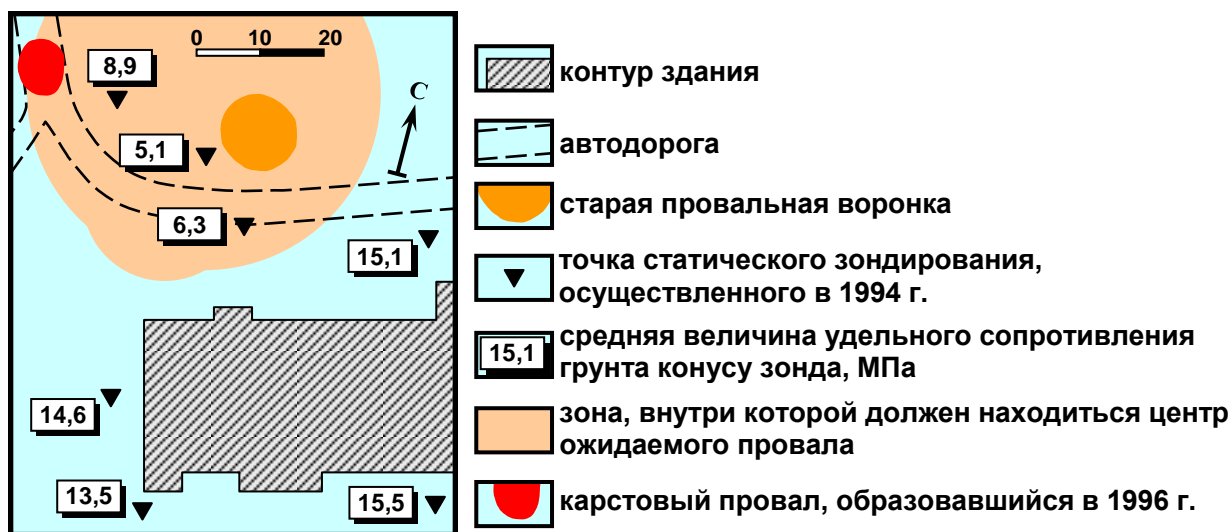 0 10 20
8,9
С
5,1
6,3
15,1
14,6
13,5
15,5
контур здания
автодорога
старая провальная воронка
точка статического зондирования,
осуществленного в 1994 г.
15,1
средняя величина удельного сопротивления
грунта конусу зонда, МПа
зона, внутри которой должен находиться центр
ожидаемого провала
карстовый провал, образовавшийся в 1996 г.